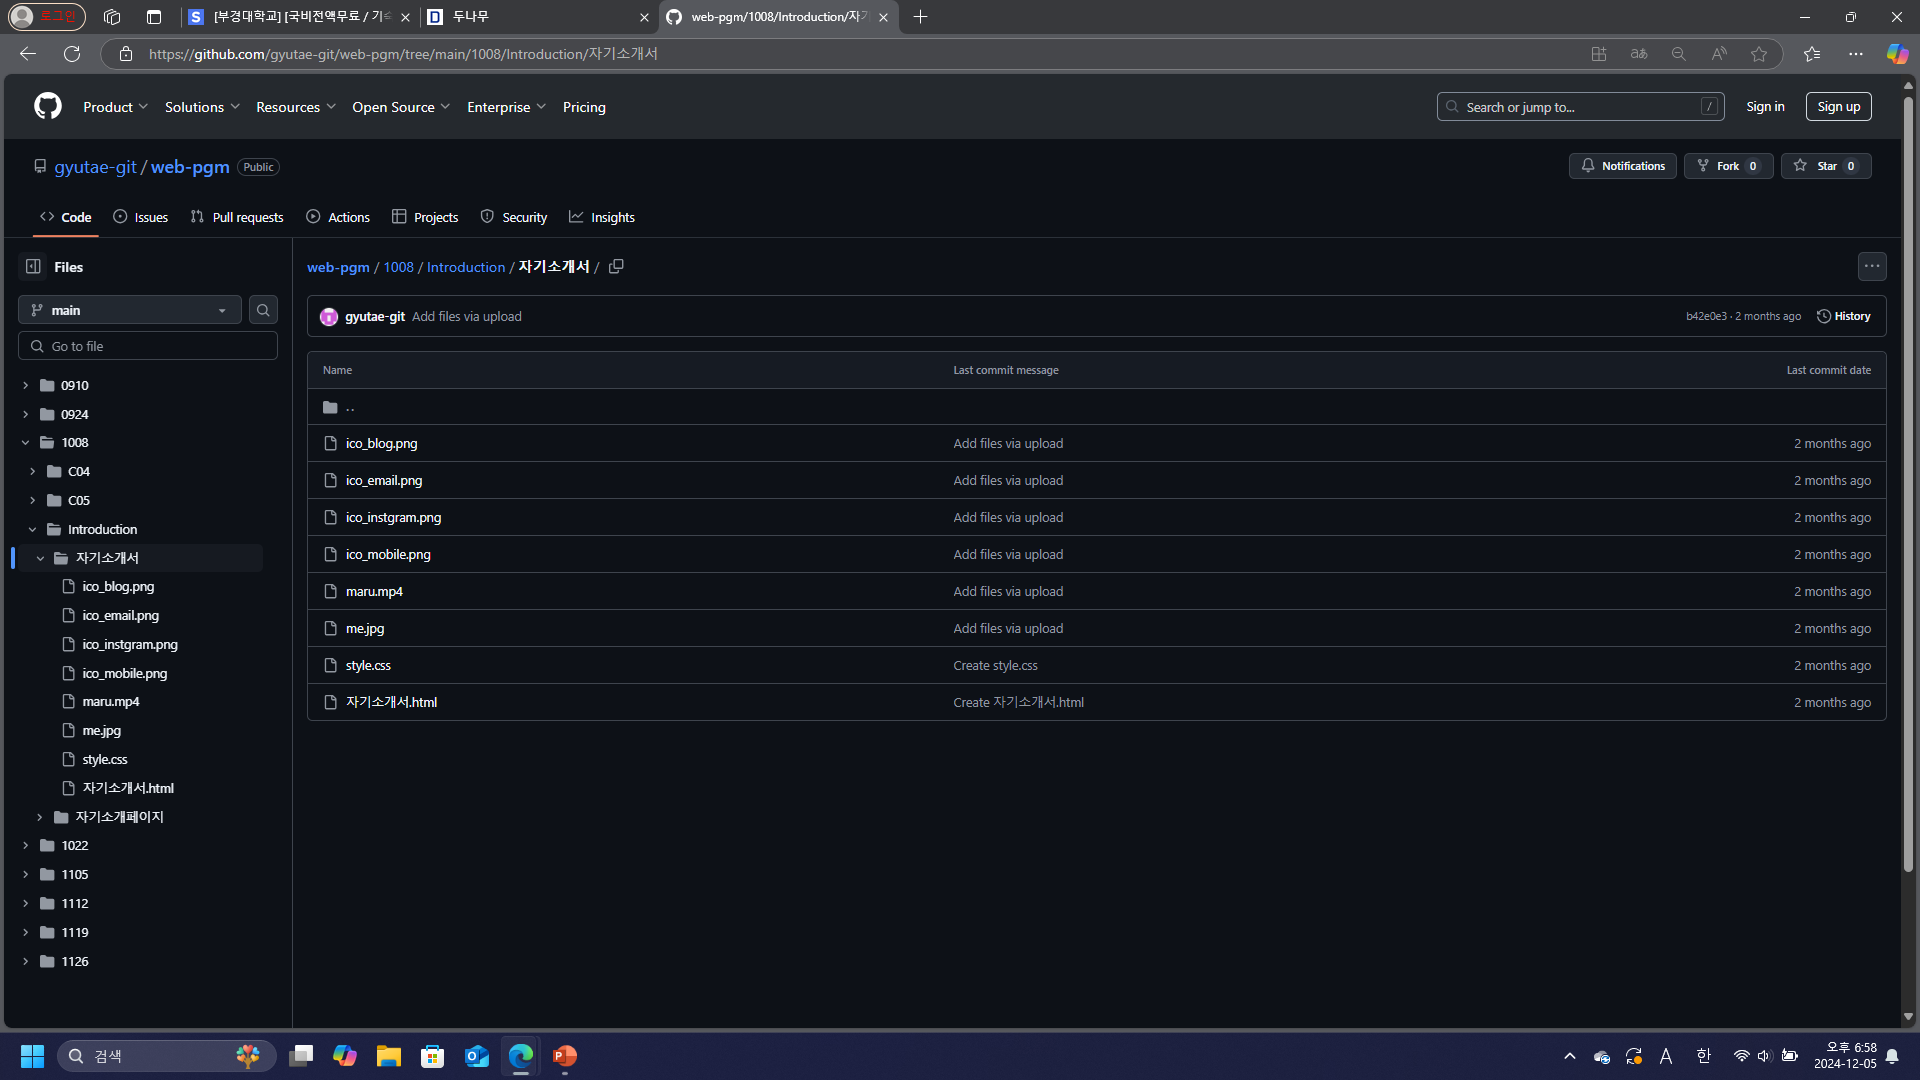 로그인
[부경대학교] [국비전액무료 / 기숙
두나무
web-pgm/1008/Introduction/자기
https://github.com/gyutae-git/web-pgm/tree/main/1008/Introduction/자기소개서
Product
Solutions
Resources
Open Source
Enterprise
Pricing
Search or jump to...
/
Sign in
Sign up
gyutae-git / web-pgm Public
Notifications
Fork 0
Star 0
Code
Issues
Pull requests
Actions
Projects
Security
Insights
Files
main
Go to file
0910
0924
1008
C04
C05
Introduction
자기소개서
ico_blog.png
ico_email.png
ico_instgram.png
ico_mobile.png
maru.mp4
me.jpg
style.css
자기소개서.html
자기소개페이지
1022
1105
1112
1119
1126
web-pgm / 1008 / Introduction / 자기소개서 /
gyutae-git Add files via upload
b42e0e3 · 2 months ago
History
Name Last commit message Last commit date
..
ico_blog.png Add files via upload 2 months ago
ico_email.png Add files via upload 2 months ago
ico_instgram.png Add files via upload 2 months ago
ico_mobile.png Add files via upload 2 months ago
maru.mp4 Add files via upload 2 months ago
me.jpg Add files via upload 2 months ago
style.css Create style.css 2 months ago
자기소개서.html Create 자기소개서.html 2 months ago
검색
A
한
오후 6:58
2024-12-05